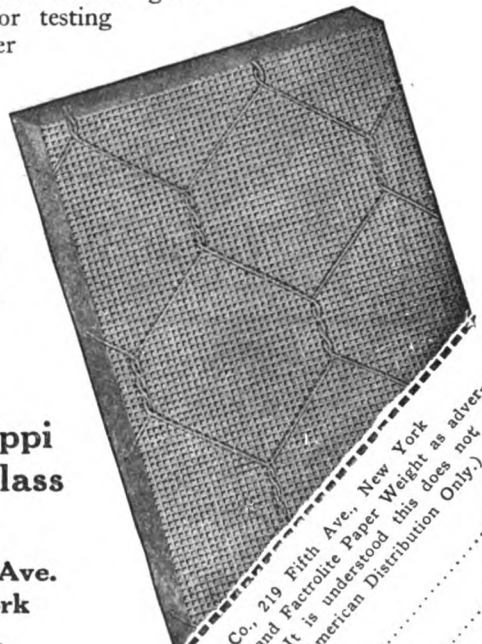 or testing
er
ppi
lass
Ave.
rk
Co., 219 Fifth Ave., New York
and Factrolite Paper Weight as adver-
It is understood this does not
merican Distribution Only.)